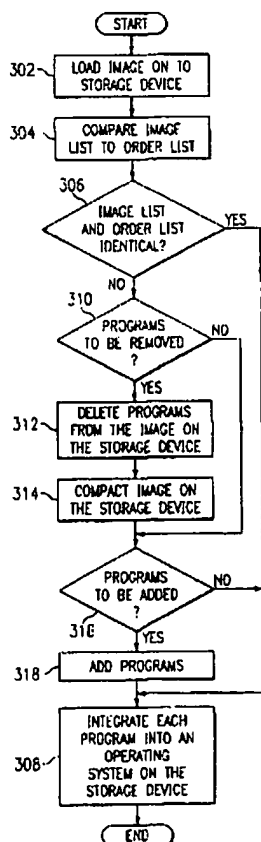 START
302
LOAD IMAGE ON TO
STORAGE DEVICE
304
COMPARE IMAGE
LIST TO ORDER LIST
306
IMAGE LIST
AND ORDER LIST
IDENTICAL?
YES
NO
310
PROGRAMS
TO BE REMOVED
?
NO
YES
312
DELETE PROGRAMS
FROM THE IMAGE ON
THE STORAGE DEVICE
314
COMPACT IMAGE ON
THE STORAGE DEVICE
PROGRAMS
TO BE ADDED
?
NO
316
YES
318
ADD PROGRAMS
INTEGRATE EACH
PROGRAM INTO AN
OPERATING
SYSTEM ON THE
STORAGE DEVICE
308
END